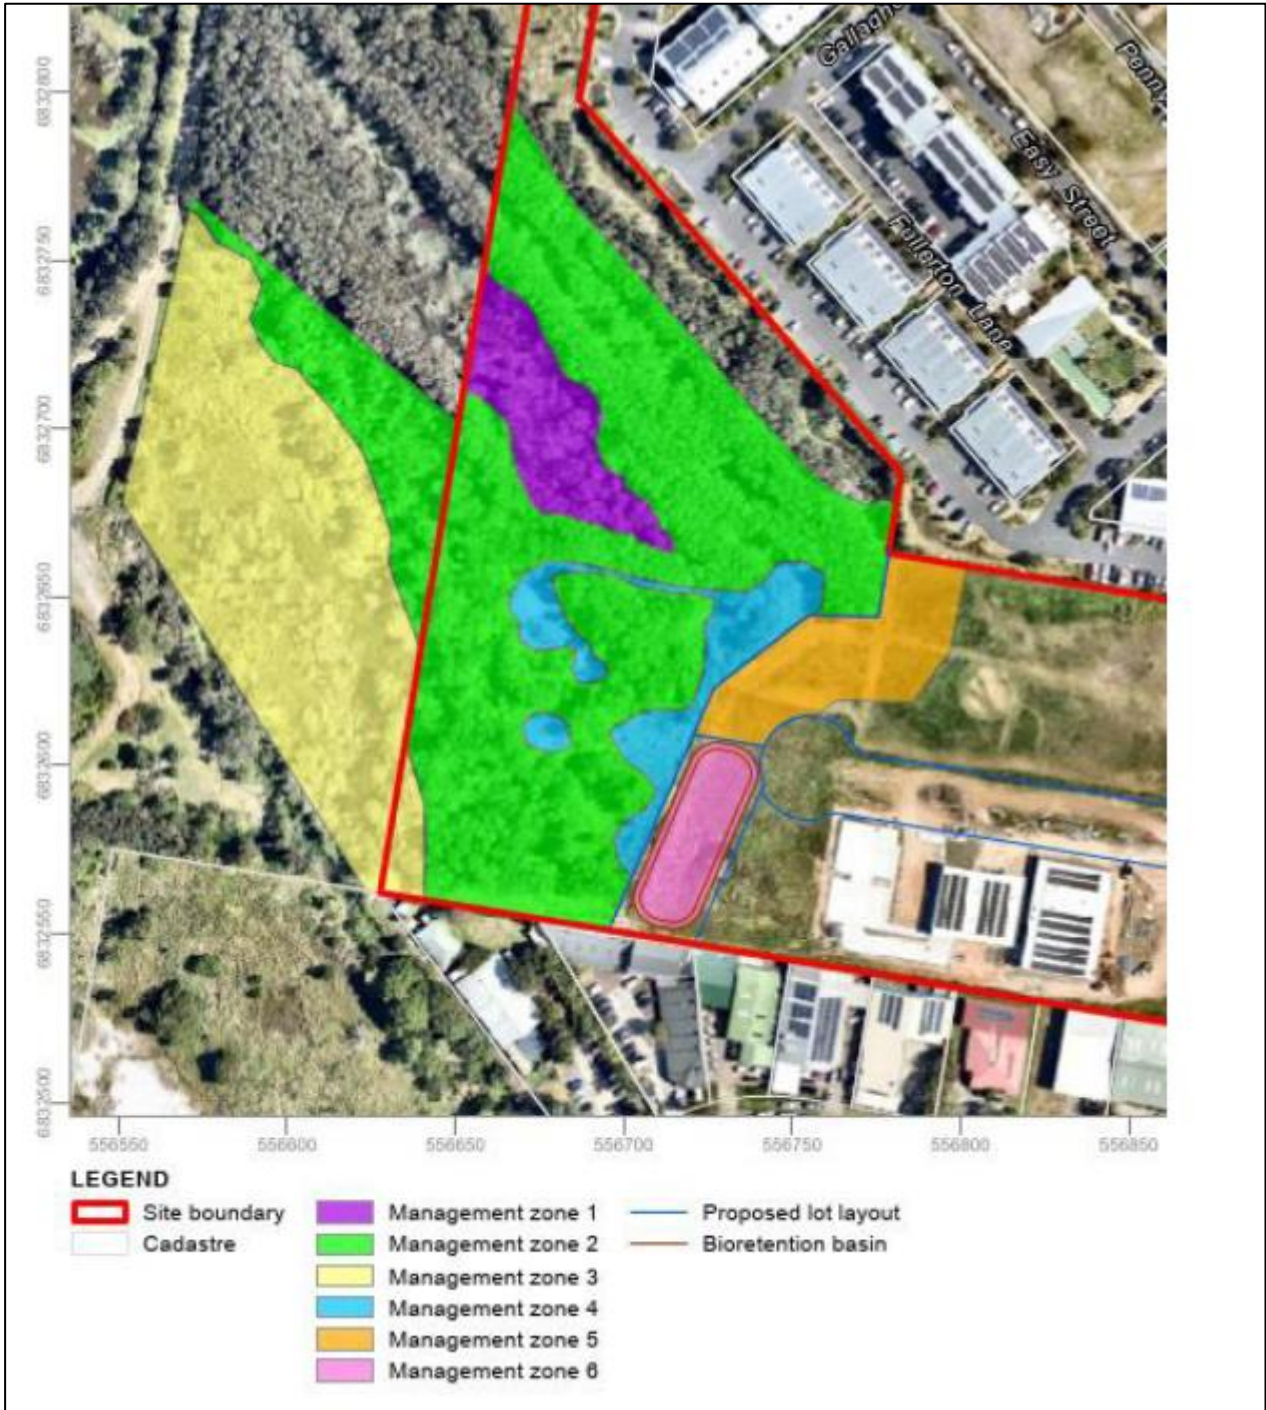 6832800
Gallaghe
Penny
Easy Street
6832750
Fullerton Lane
6832700
6832650
6832600
6832550
6832500
556550 556600 556650 556700 556750 556800 556850
LEGEND
Site boundary Management zone 1 Proposed lot layout
Cadastre Management zone 2 Bioretention basin
Management zone 3
Management zone 4
Management zone 5
Management zone 6